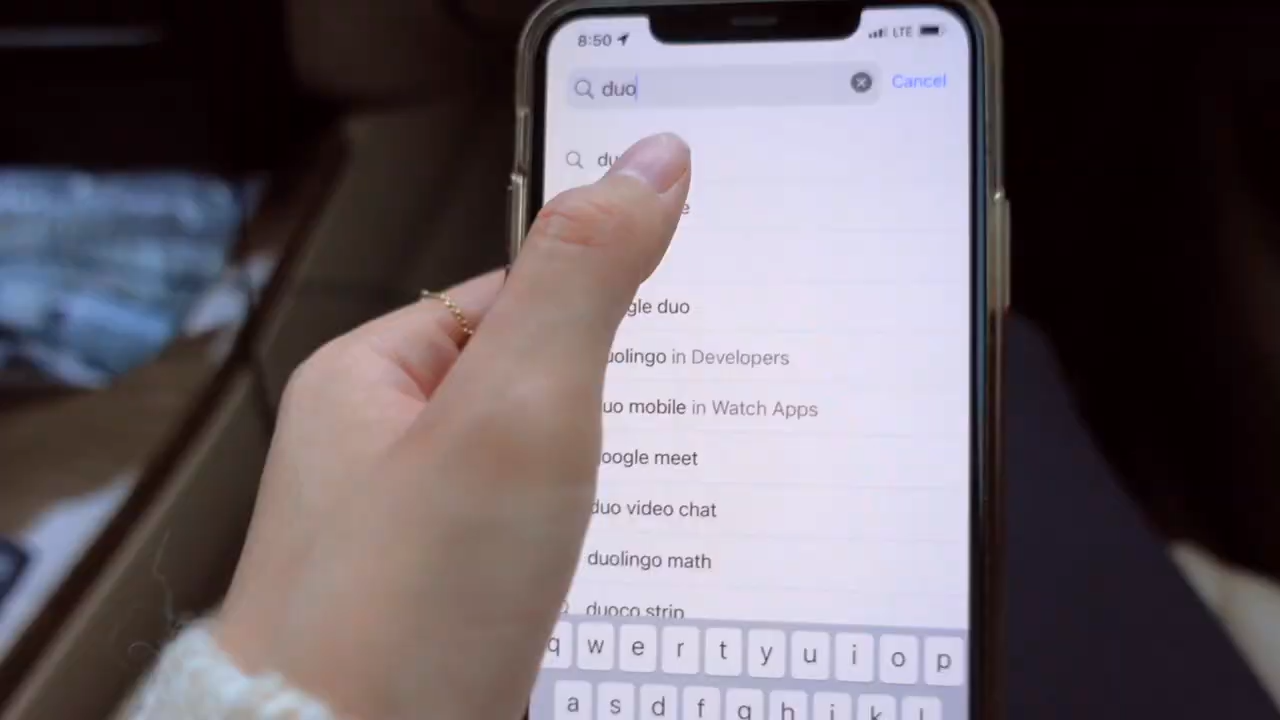 8:50 LTE
duo Cancel
du
e
gle duo
uolingo in Developers
uo mobile in Watch Apps
oogle meet
duo video chat
duolingo math
duoco strip
q w e r t y u i o p
a s d f g h j k l